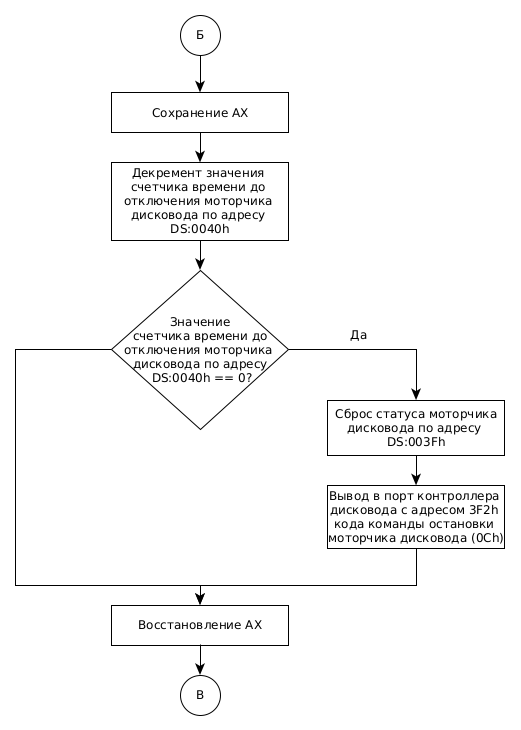 Б
Сохранение AX
Декремент значения
счетчика времени до
отключения моторчика
дисковода по адресу
DS:0040h
Значение
счетчика времени до
отключения моторчика
дисковода по адресу
DS:0040h == 0?
Да
Сброс статуса моторчика
дисковода по адресу
DS:003Fh
Вывод в порт контроллера
дисковода с адресом 3F2h
кода команды остановки
моторчика дисковода (0Ch)
Восстановление AX
В